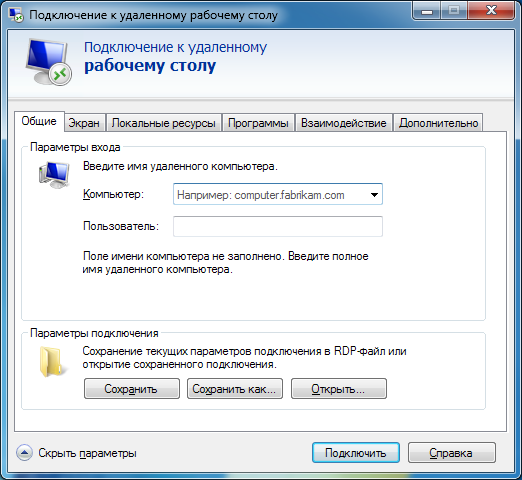 Подключение к удаленному рабочему столу
Подключение к удаленному
рабочему столу
Общие Экран Локальные ресурсы Программы Взаимодействие Дополнительно
Параметры входа
Введите имя удаленного компьютера.
Компьютер: Например: computer.fabrikam.com
Пользователь:
Поле имени компьютера не заполнено. Введите полное
имя удаленного компьютера.
Параметры подключения
Сохранение текущих параметров подключения в RDP-файл или
открытие сохраненного подключения.
Сохранить Сохранить как... Открыть...
Скрыть параметры Подключить Справка